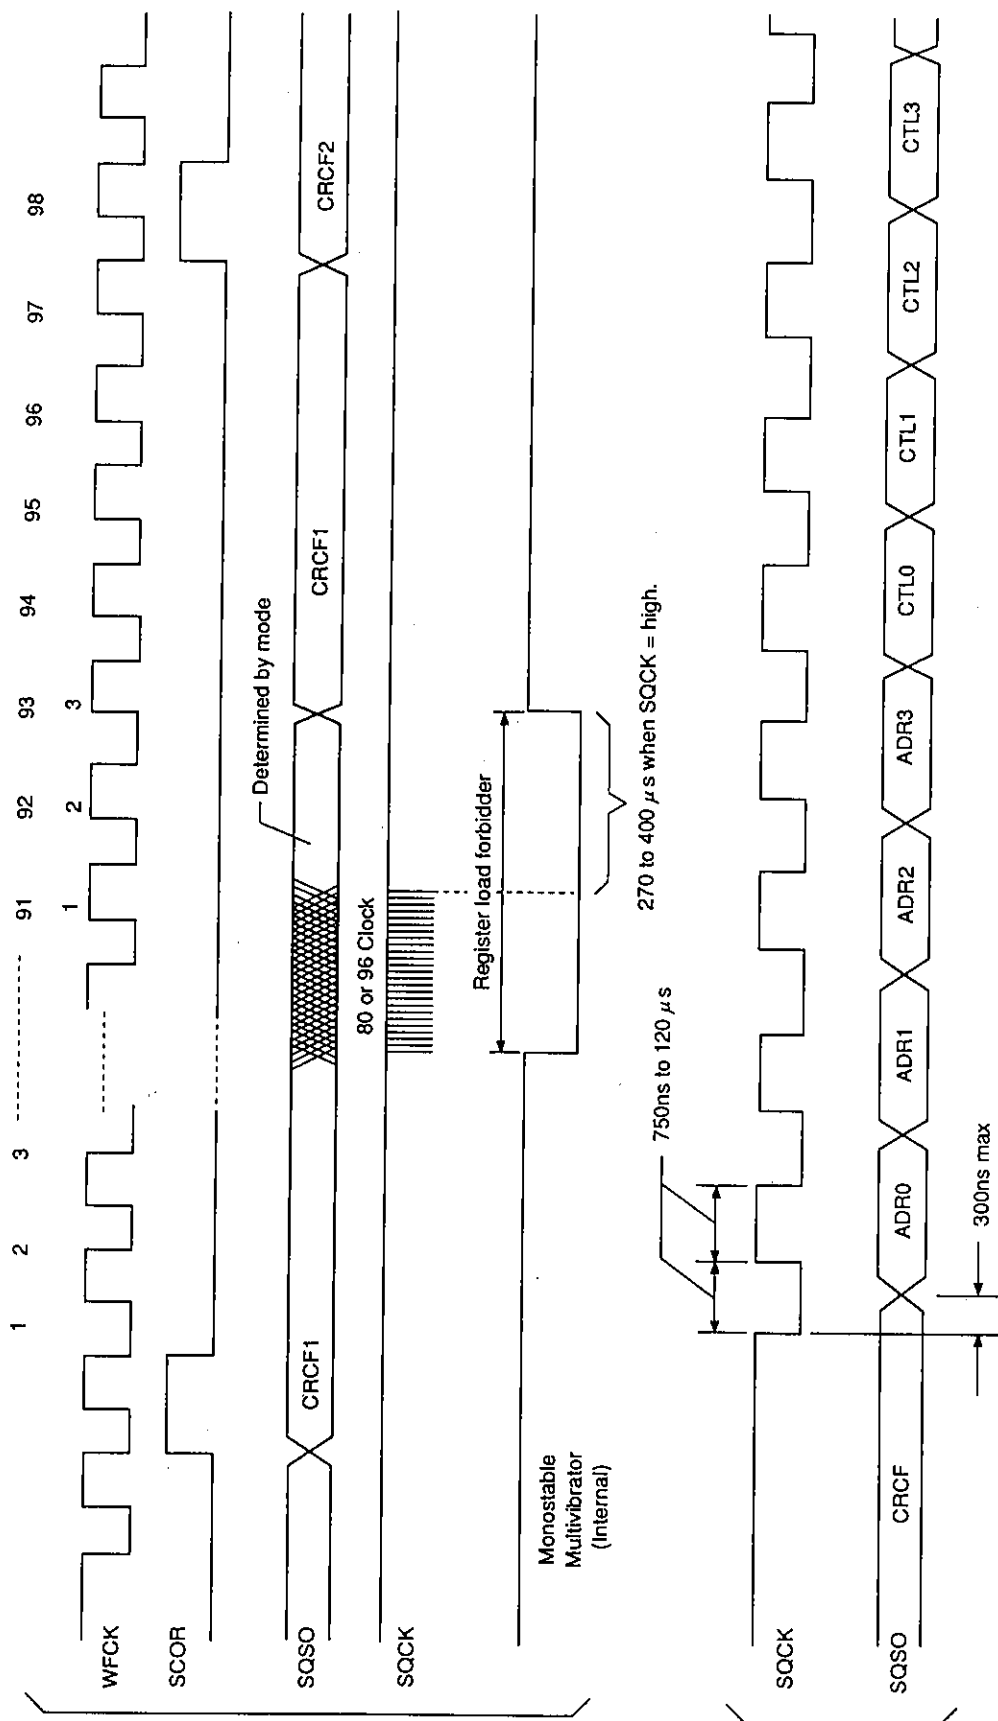 1 2 3 91 92 93 94 95 96 97 98
1 2 3
WFCK
SCOR
SQSO
CRCF1
Determined by mode
CRCF1
CRCF2
80 or 96 Clock
SQCK
Register load forbidder
Monostable
Multivibrator
(Internal)
270 to 400 μs when SQCK = high.
750ns to 120 μs
SQCK
SQSO
CRCF
ADR0
ADR1
ADR2
ADR3
CTL0
CTL1
CTL2
CTL3
300ns max